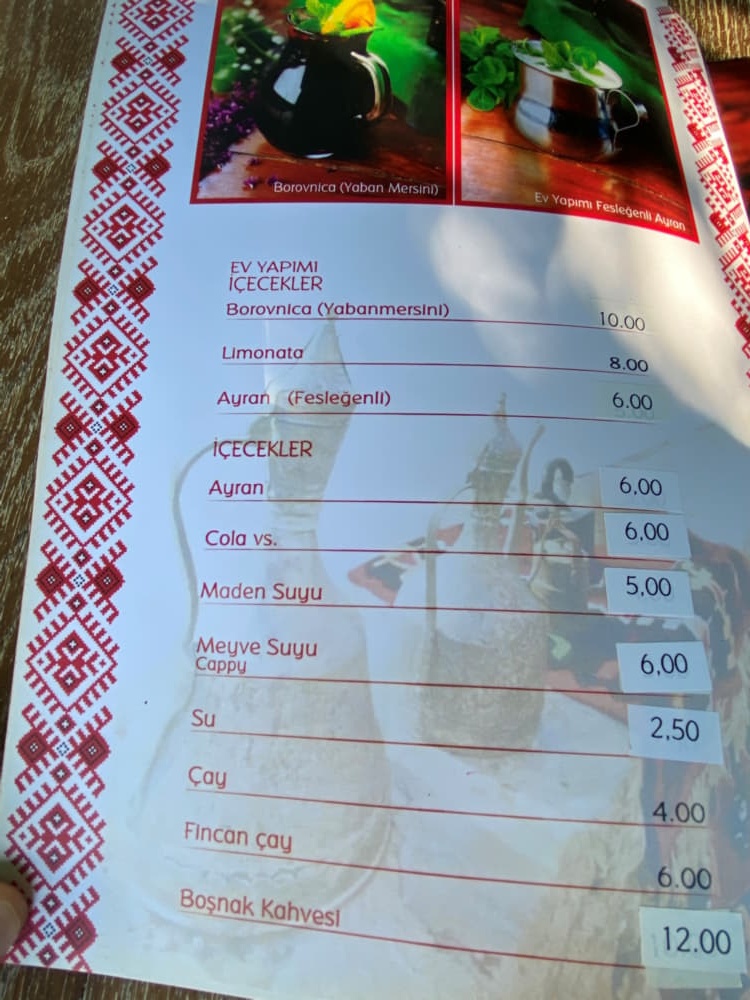 Borovnica (Yaban Mersini)
Ev Yapımı Fesleğenli Ayran
EV YAPIMI
İÇECEKLER
Borovnica (Yabanmersini) 10.00
Limonata 8.00
Ayran (Fesleğenli) 6.00
İÇECEKLER
Ayran 6,00
Cola vs. 6,00
Maden Suyu 5,00
Meyve Suyu 6,00
Cappy
Su 2,50
Çay 4.00
Fincan çay 6.00
Boşnak Kahvesi 12.00